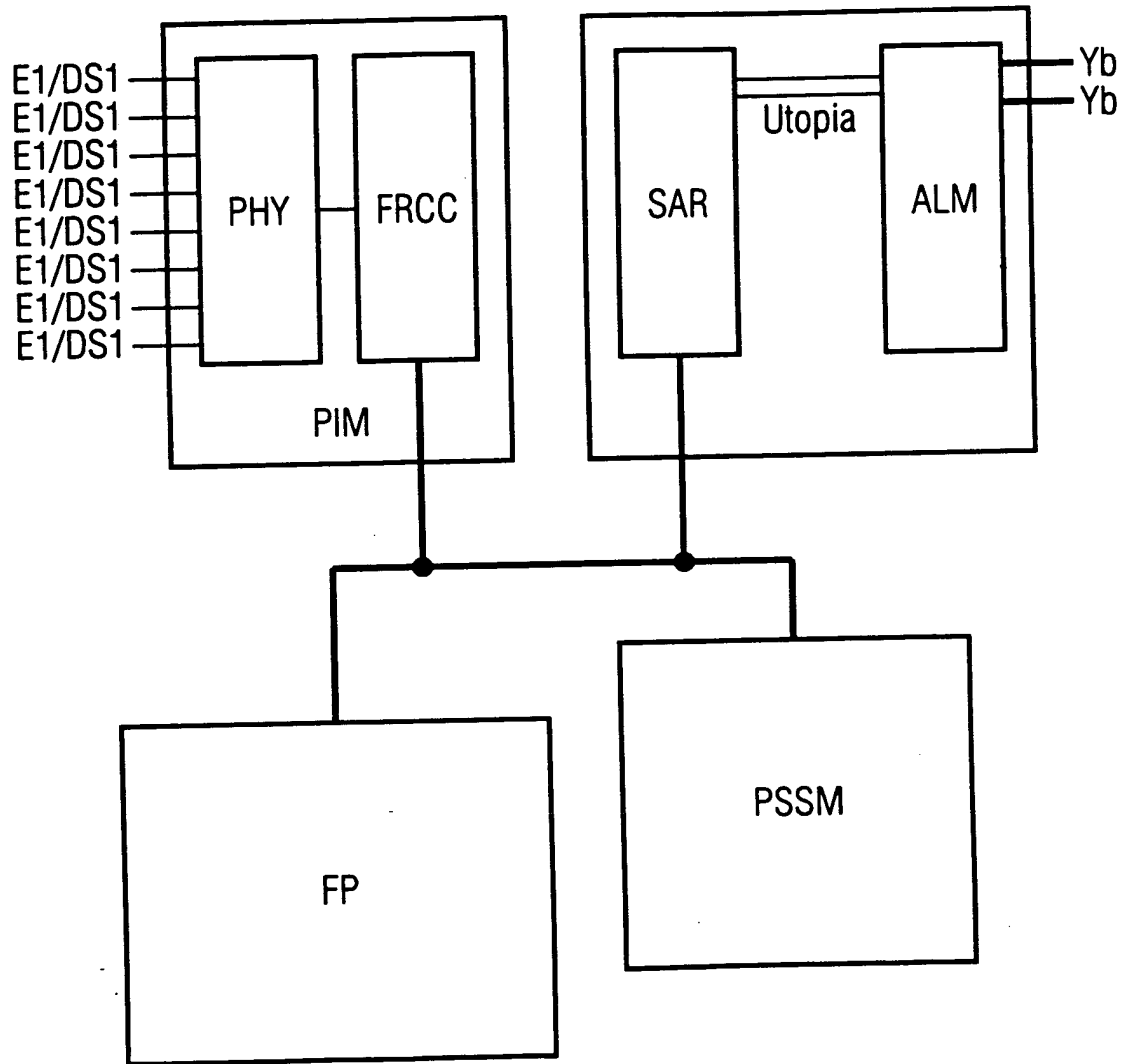 E1/DS1
E1/DS1
E1/DS1
E1/DS1
E1/DS1
E1/DS1
E1/DS1
E1/DS1
PHY
FRCC
PIM
SAR
Utopia
ALM
Yb
Yb
FP
PSSM